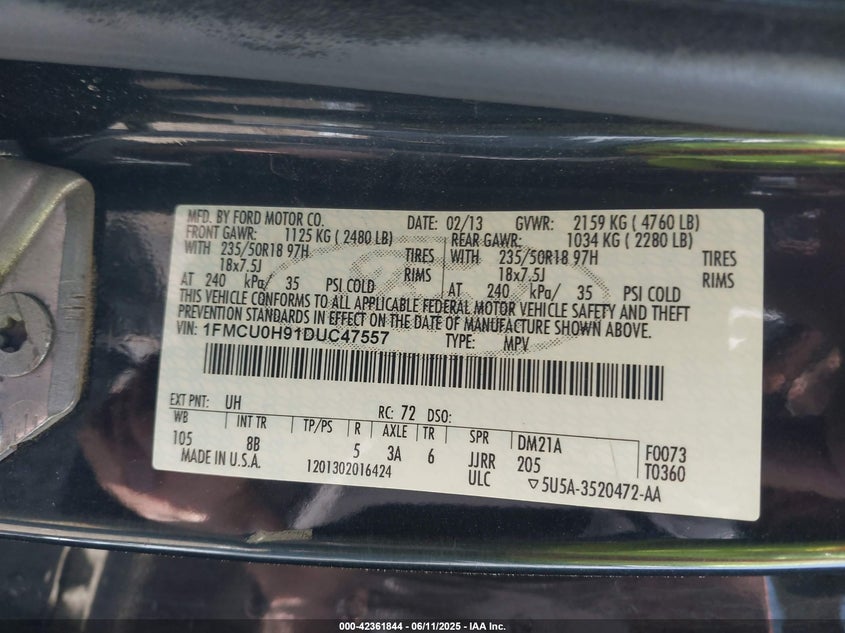 MFD. BY FORD MOTOR CO. DATE: 02/13 GVWR: 2159 KG ( 4760 LB)
FRONT GAWR: 1125 KG ( 2480 LB) REAR GAWR: 1034 KG ( 2280 LB)
WITH 235/50R18 97H TIRES WITH 235/50R18 97H TIRES
18x7.5J RIMS 18x7.5J RIMS
AT 240 kPa/ 35 PSI COLD AT 240 kPa/ 35 PSI COLD
THIS VEHICLE CONFORMS TO ALL APPLICABLE FEDERAL MOTOR VEHICLE SAFETY AND THEFT
PREVENTION STANDARDS IN EFFECT ON THE DATE OF MANUFACTURE SHOWN ABOVE.
VIN: 1FMCU0H91DUC47557 TYPE: MPV
EXT PNT: UH RC: 72 DSO:
WB INT TR TP/PS R AXLE TR SPR DM21A F0073
105 8B 5 3A 6 JJRR 205 T0360
MADE IN U.S.A. 1201302016424 ULC ▽5U5A-3520472-AA
000-42361844 - 06/11/2025 - IAA Inc.